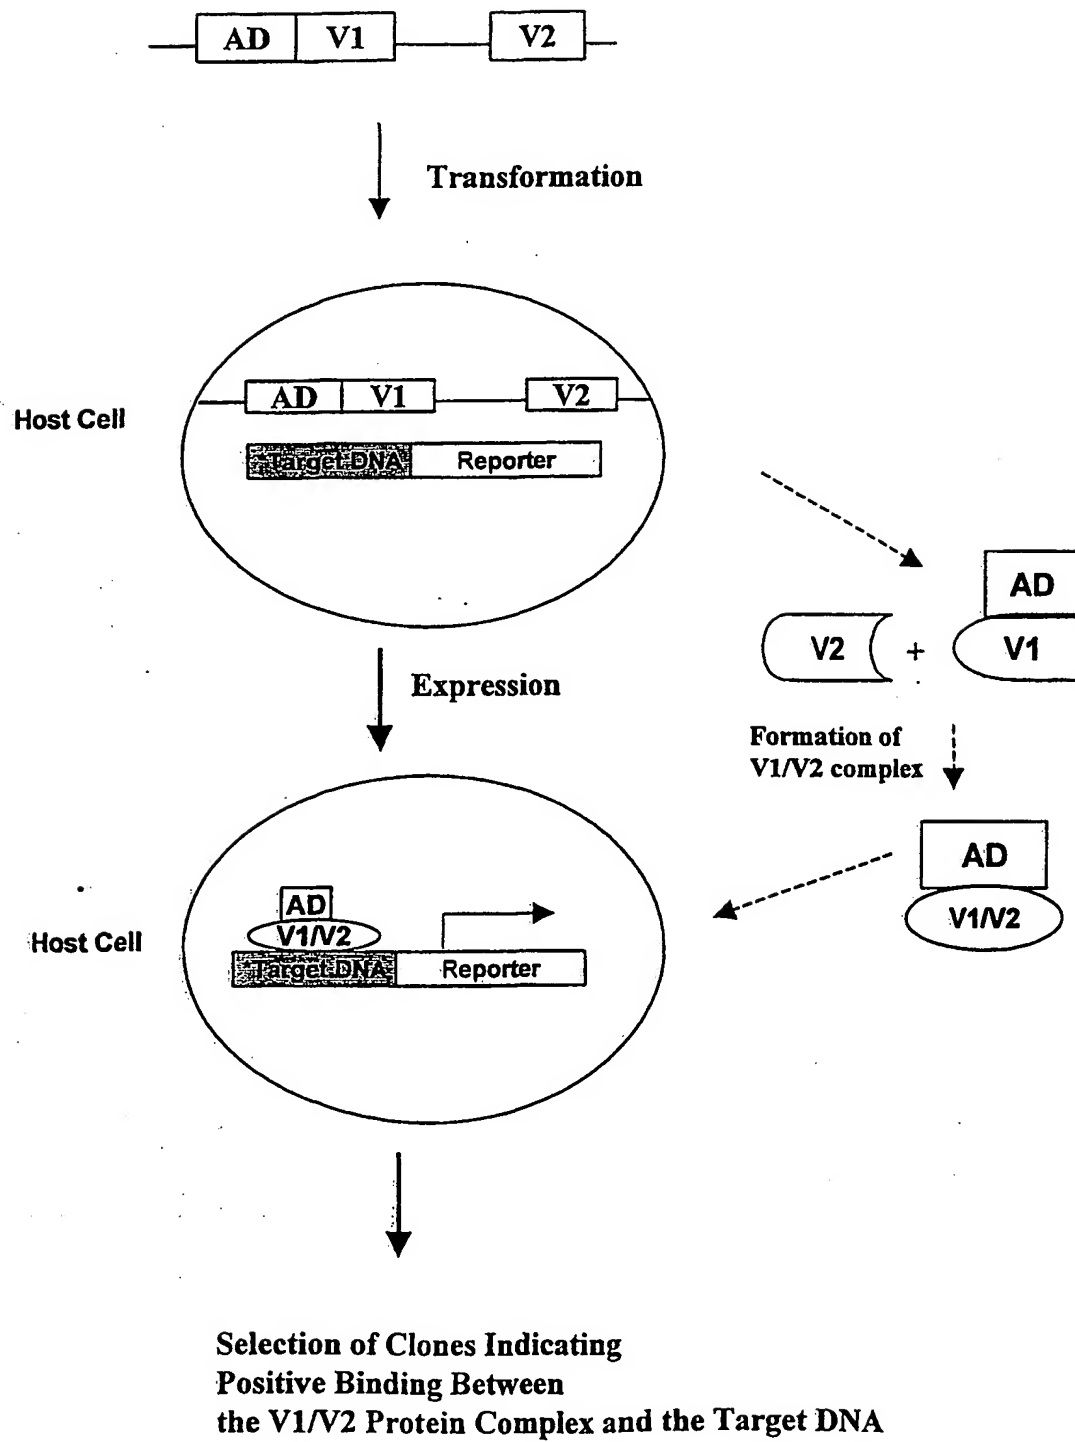 AD V1 V2
Transformation
AD V1 V2
Host Cell
Target DNA Reporter
AD
V2 + V1
Expression
Formation of
V1/V2 complex
AD
V1/V2
AD
V1/V2
Host Cell
Target DNA Reporter
Selection of Clones Indicating
Positive Binding Between
the V1/V2 Protein Complex and the Target DNA